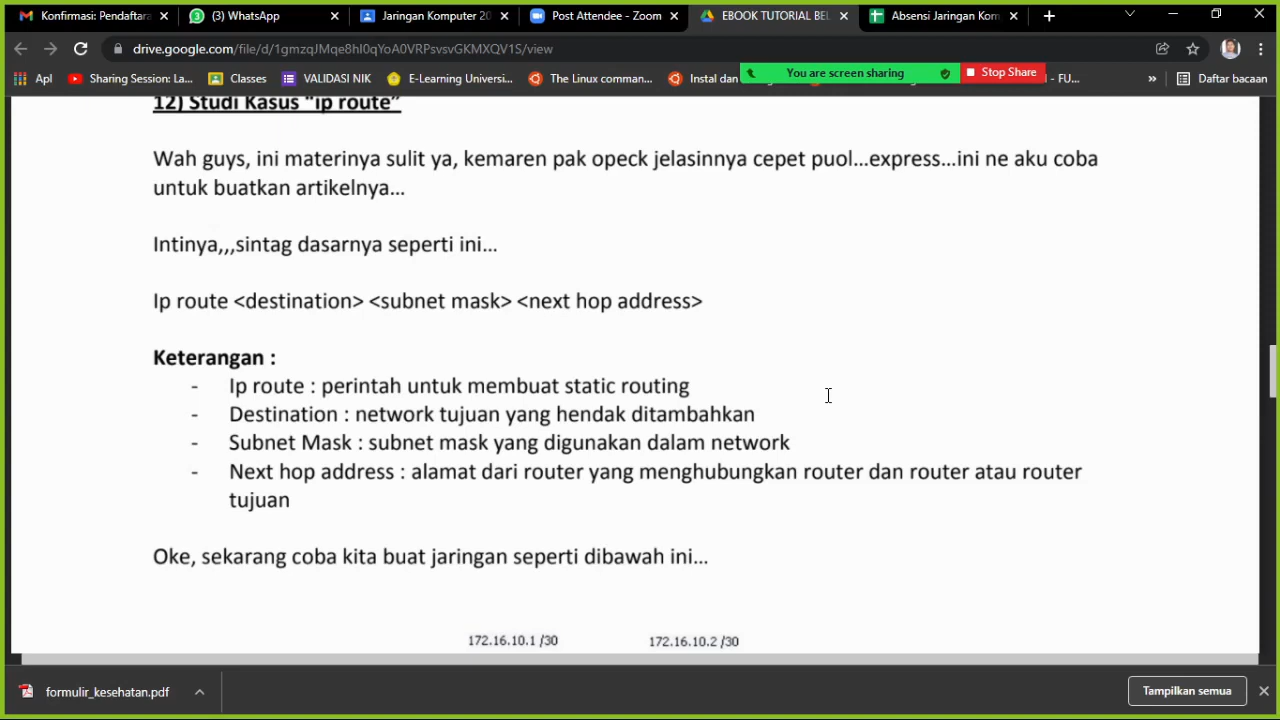 Konfirmasi: Pendaftara
(3) WhatsApp
Jaringan Komputer 20
Post Attendee - Zoom
EBOOK TUTORIAL BEL
Absensi Jaringan Kom
drive.google.com/file/d/1gmzqJMqe8hI0qYoA0VRPsvsvGKMXQV1S/view
Apl
Sharing Session: La...
Classes
VALIDASI NIK
E-Learning Universi...
The Linux comman...
Instal dan
You are screen sharing
Stop Share
- FU...
»
Daftar bacaan
12) Studi Kasus "ip route"
Wah guys, ini materinya sulit ya, kemaren pak opeck jelasinnya cepet puol...express...ini ne aku coba
untuk buatkan artikelnya...
Intinya,,,sintag dasarnya seperti ini...
Ip route <destination> <subnet mask> <next hop address>
Keterangan :
- Ip route : perintah untuk membuat static routing
- Destination : network tujuan yang hendak ditambahkan
- Subnet Mask : subnet mask yang digunakan dalam network
- Next hop address : alamat dari router yang menghubungkan router dan router atau router
tujuan
Oke, sekarang coba kita buat jaringan seperti dibawah ini...
172.16.10.1 /30
172.16.10.2 /30
formulir_kesehatan.pdf
Tampilkan semua